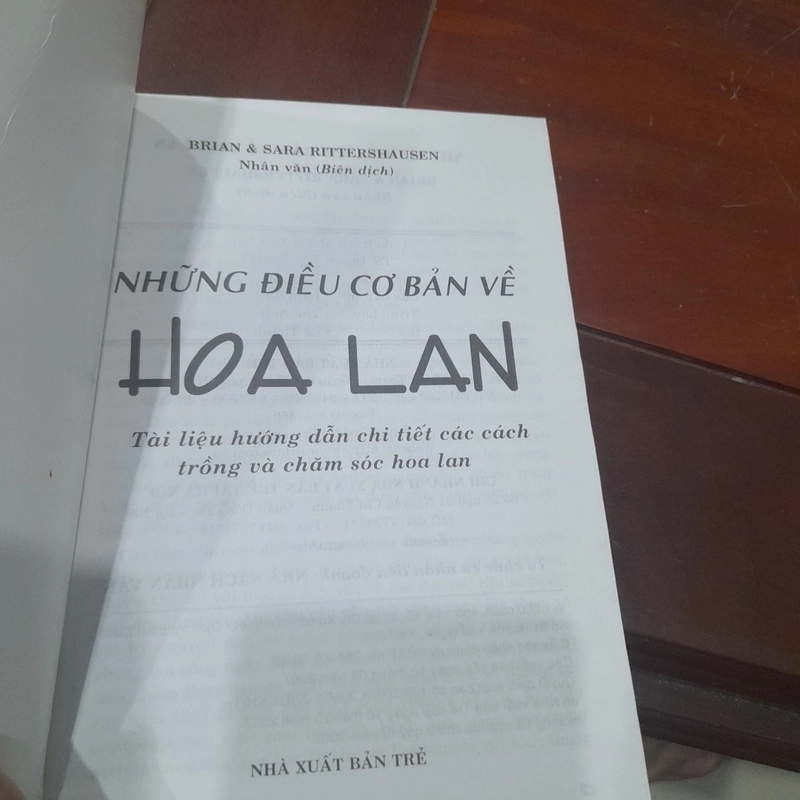 BRIAN & SARA RITTERSHAUSEN
Nhân văn (Biên dịch)
NHỮNG ĐIỀU CƠ BẢN VỀ
HOA LAN
Tài liệu hướng dẫn chi tiết các cách
trồng và chăm sóc hoa lan
NHÀ XUẤT BẢN TRẺ